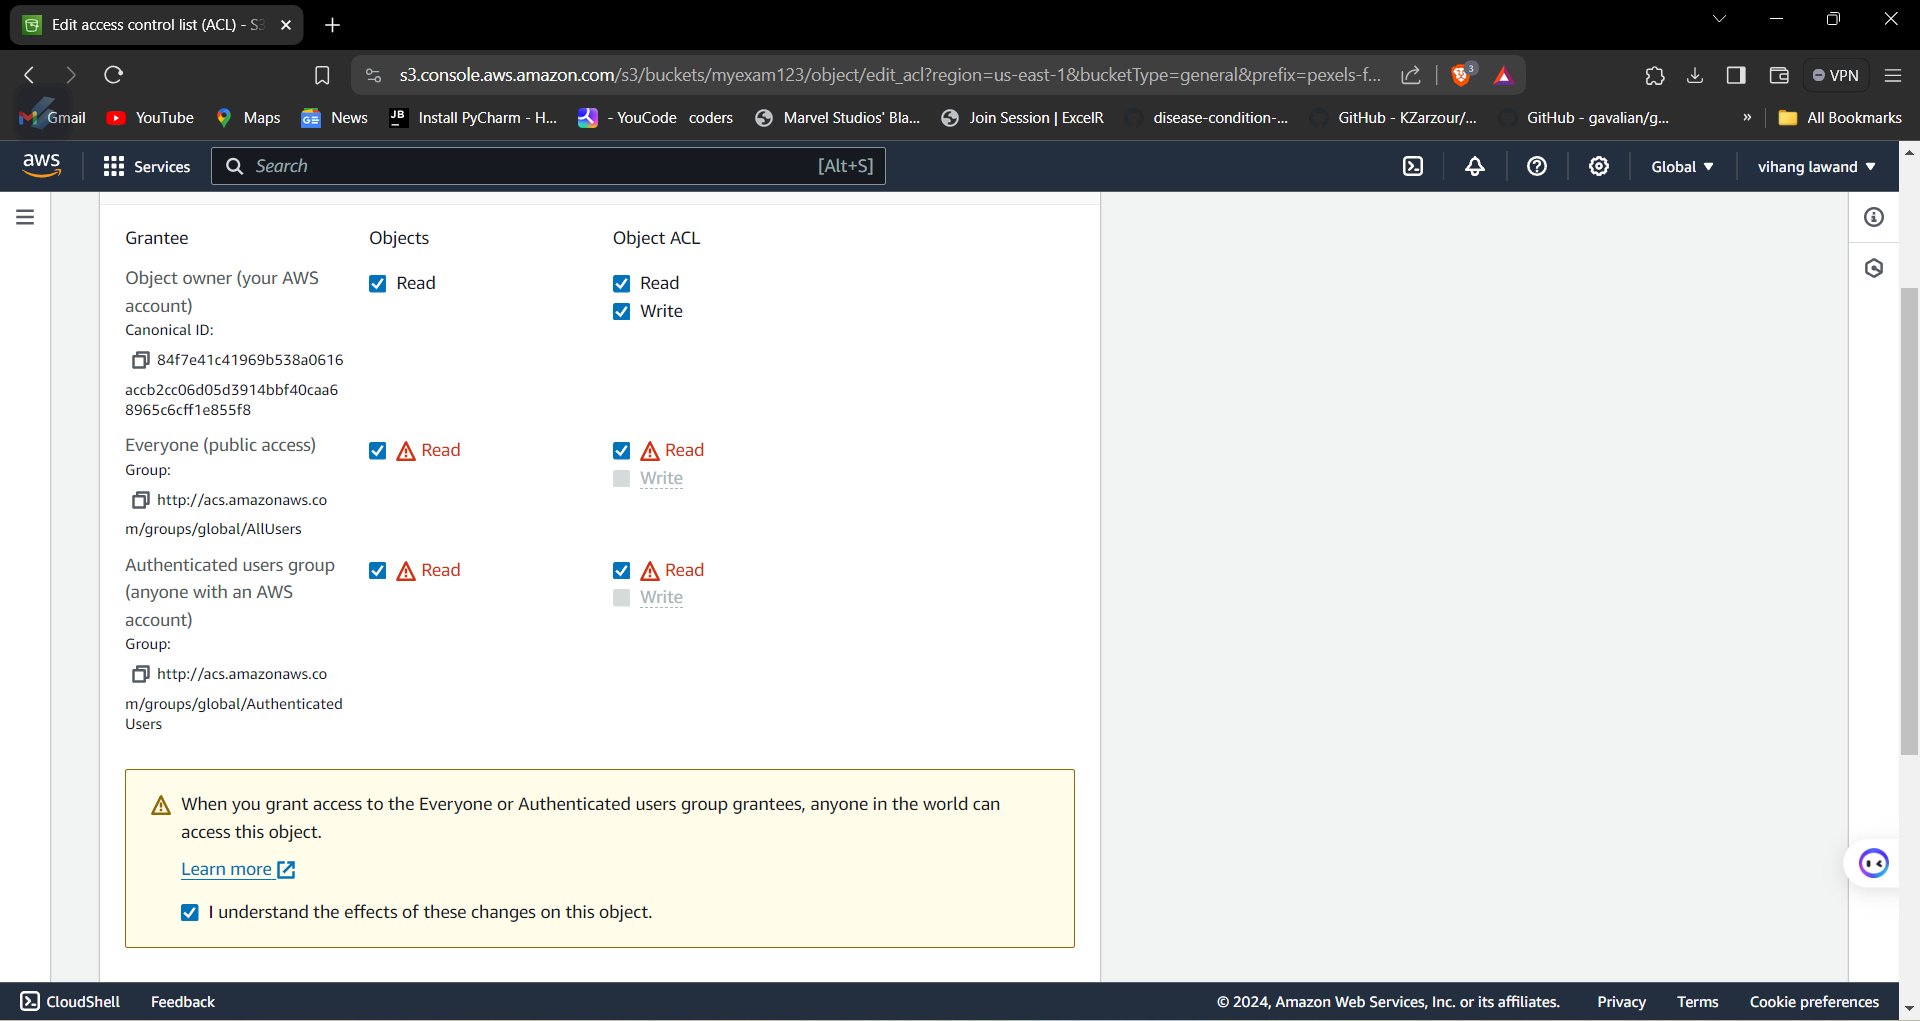 Edit access control list (ACL) - S3
s3.console.aws.amazon.com/s3/buckets/myexam123/object/edit_acl?region=us-east-1&bucketType=general&prefix=pexels-f...
3
VPN
Gmail
YouTube
Maps
News
JB
Install PyCharm - H...
- YouCode coders
Marvel Studios' Bla...
Join Session | ExcelR
disease-condition-...
GitHub - KZarzour/...
GitHub - gavalian/g...
»
All Bookmarks
aws
Services
Search
[Alt+S]
Global
vihang lawand
Grantee
Objects
Object ACL
Object owner (your AWS
account)
Canonical ID:
84f7e41c41969b538a0616
accb2cc06d05d3914bbf40caa6
8965c6cff1e855f8
Read
Read
Write
Everyone (public access)
Group:
http://acs.amazonaws.co
m/groups/global/AllUsers
Read
Read
Write
Authenticated users group
(anyone with an AWS
account)
Group:
http://acs.amazonaws.co
m/groups/global/Authenticated
Users
Read
Read
Write
When you grant access to the Everyone or Authenticated users group grantees, anyone in the world can
access this object.
Learn more
I understand the effects of these changes on this object.
CloudShell
Feedback
© 2024, Amazon Web Services, Inc. or its affiliates.
Privacy
Terms
Cookie preferences